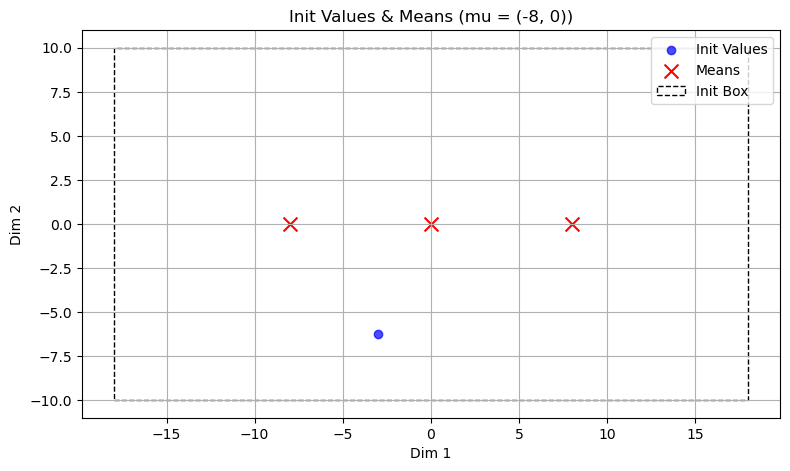 Init Values & Means (mu = (-8, 0))
Init Values
Means
Init Box
10.0
7.5
5.0
2.5
0.0
−2.5
−5.0
−7.5
−10.0
Dim 2
−15
−10
−5
0
5
10
15
Dim 1